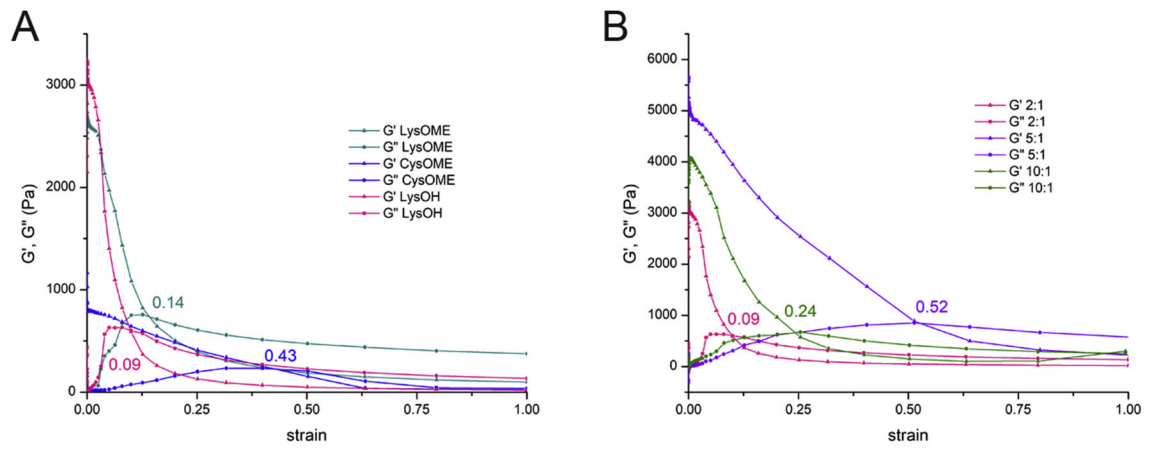 A
G', G'' (Pa)
3000
2000
1000
0
0.00
0.25
0.50
0.75
1.00
strain
G' LysOME
G'' LysOME
G' CysOME
G'' CysOME
G' LysOH
G'' LysOH
0.14
0.43
0.09
B
G', G'' (Pa)
6000
5000
4000
3000
2000
1000
0
0.00
0.25
0.50
0.75
1.00
strain
G' 2:1
G'' 2:1
G' 5:1
G'' 5:1
G' 10:1
G'' 10:1
0.09
0.24
0.52